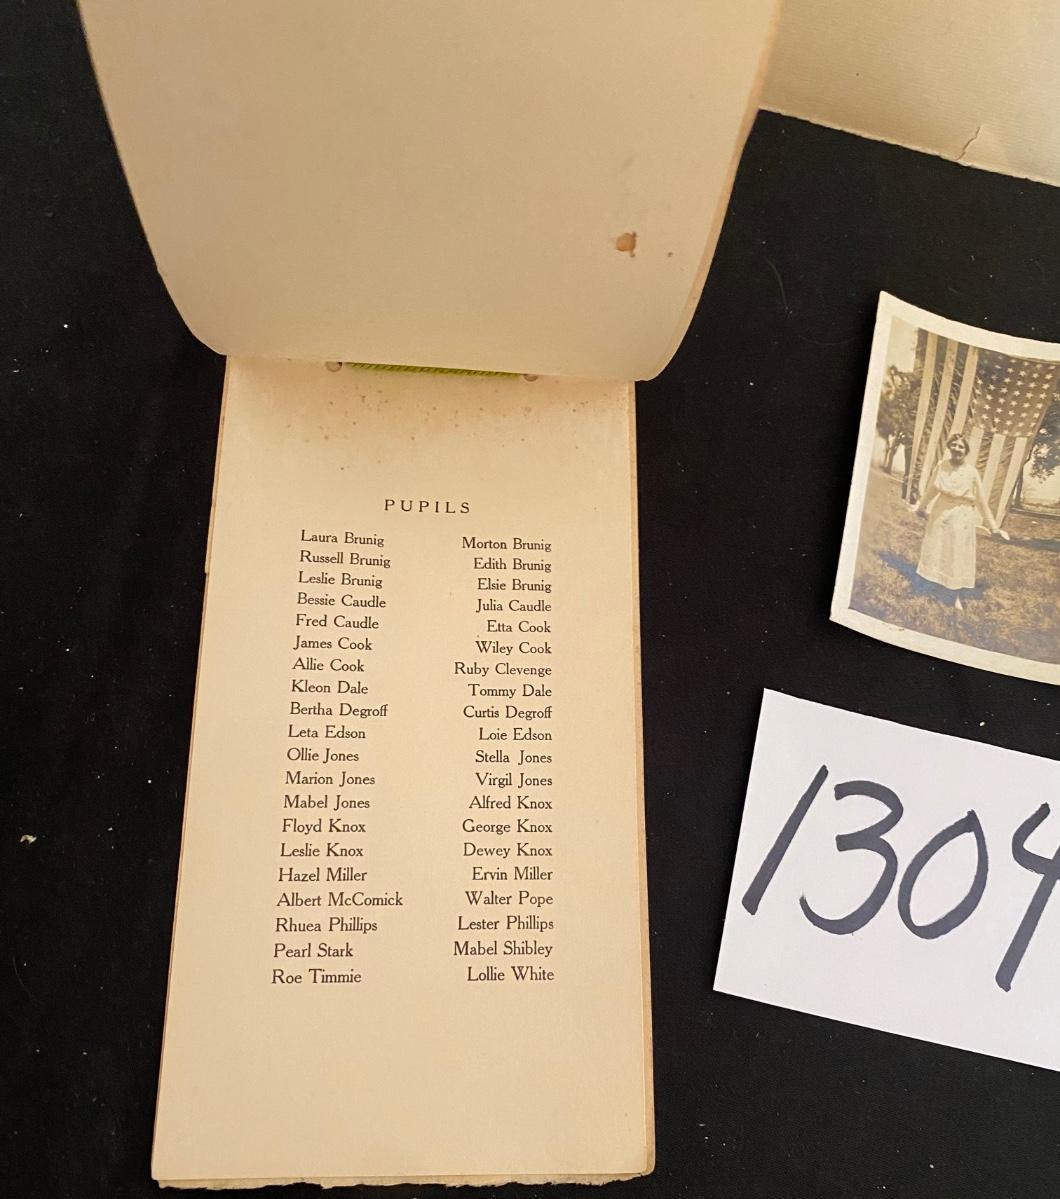 PUPILS
Laura Brunig
Russell Brunig
Leslie Brunig
Bessie Caudle
Fred Caudle
James Cook
Allie Cook
Kleon Dale
Bertha Degroff
Leta Edson
Ollie Jones
Marion Jones
Mabel Jones
Floyd Knox
Leslie Knox
Hazel Miller
Albert McComick
Rhuea Phillips
Pearl Stark
Roe Timmie
Morton Brunig
Edith Brunig
Elsie Brunig
Julia Caudle
Etta Cook
Wiley Cook
Ruby Clevenge
Tommy Dale
Curtis Degroff
Loie Edson
Stella Jones
Virgil Jones
Alfred Knox
George Knox
Dewey Knox
Ervin Miller
Walter Pope
Lester Phillips
Mabel Shibley
Lollie White
1304